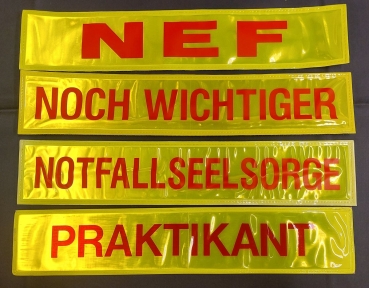 NEF
NOCH WICHTIGER
NOTFALLSEELSORGE
PRAKTIKANT